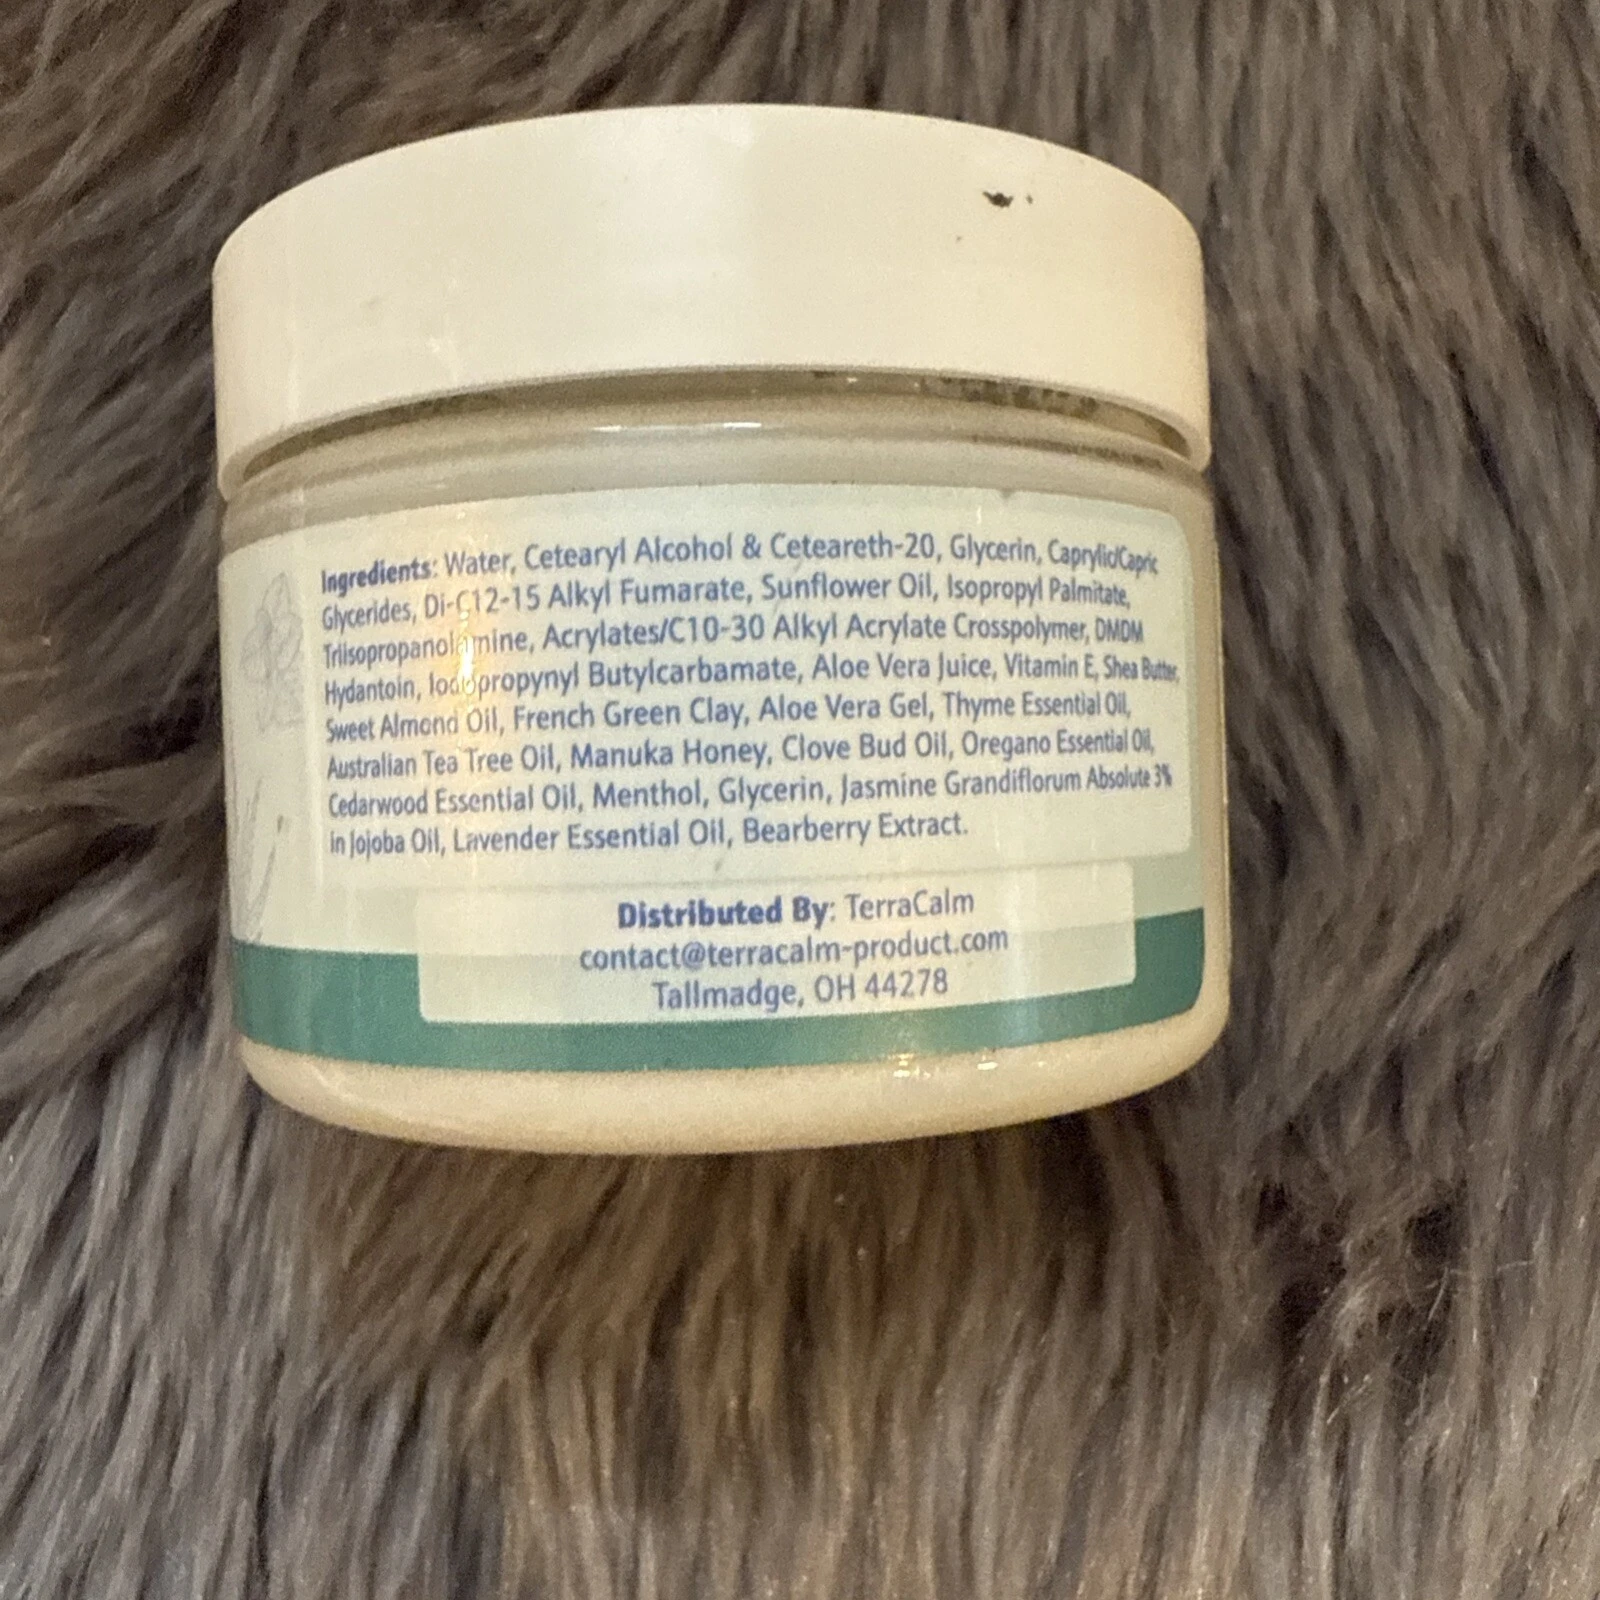 Ingredients: Water, Cetearyl Alcohol & Ceteareth-20, Glycerin, Caprylic/Capric
Glycerides, Di-C12-15 Alkyl Fumarate, Sunflower Oil, Isopropyl Palmitate,
Triisopropanolamine, Acrylates/C10-30 Alkyl Acrylate Crosspolymer, DMDM
Hydantoin, Iodopropynyl Butylcarbamate, Aloe Vera Juice, Vitamin E, Shea Butter,
Sweet Almond Oil, French Green Clay, Aloe Vera Gel, Thyme Essential Oil,
Australian Tea Tree Oil, Manuka Honey, Clove Bud Oil, Oregano Essential Oil,
Cedarwood Essential Oil, Menthol, Glycerin, Jasmine Grandiflorum Absolute 3%
in Jojoba Oil, Lavender Essential Oil, Bearberry Extract.
Distributed By: TerraCalm
contact@terracalm-product.com
Tallmadge, OH 44278